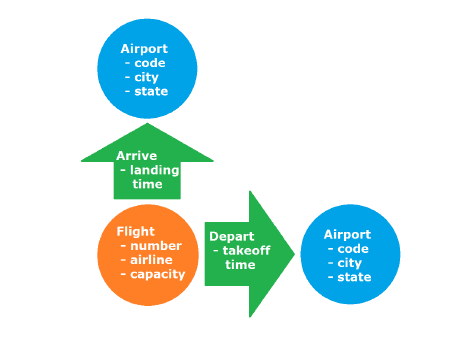 Airport
- code
- city
- state
Arrive
- landing
time
Flight
- number
- airline
- capacity
Depart
- takeoff
time
Airport
- code
- city
- state